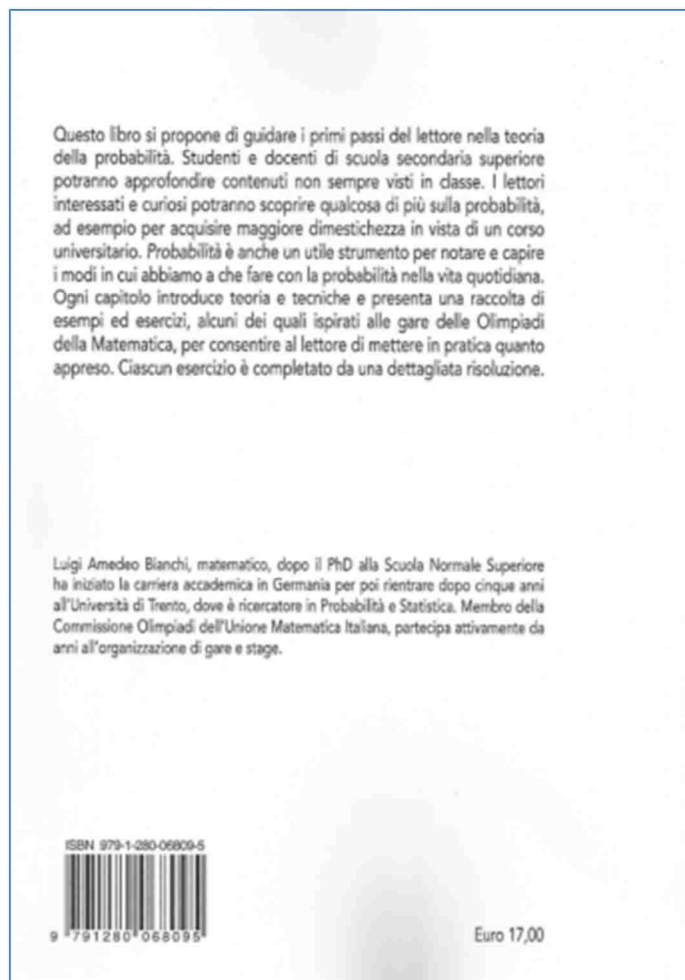 Questo libro si propone di guidare i primi passi del lettore nella teoria
della probabilità. Studenti e docenti di scuola secondaria superiore
potranno approfondire contenuti non sempre visti in classe. I lettori
interessati e curiosi potranno scoprire qualcosa di più sulla probabilità,
ad esempio per acquisire maggiore dimestichezza in vista di un corso
universitario. Probabilità è anche un utile strumento per notare e capire
i modi in cui abbiamo a che fare con la probabilità nella vita quotidiana.
Ogni capitolo introduce teoria e tecniche e presenta una raccolta di
esempi ed esercizi, alcuni dei quali ispirati alle gare delle Olimpiadi
della Matematica, per consentire al lettore di mettere in pratica quanto
appreso. Ciascun esercizio è completato da una dettagliata risoluzione.
Luigi Amedeo Bianchi, matematico, dopo il PhD alla Scuola Normale Superiore
ha iniziato la carriera accademica in Germania per poi rientrare dopo cinque anni
all'Università di Trento, dove è ricercatore in Probabilità e Statistica. Membro della
Commissione Olimpiadi dell'Unione Matematica Italiana, partecipa attivamente da
anni all'organizzazione di gare e stage.
ISBN 979-1-280-06809-5
9 791280 068095
Euro 17,00